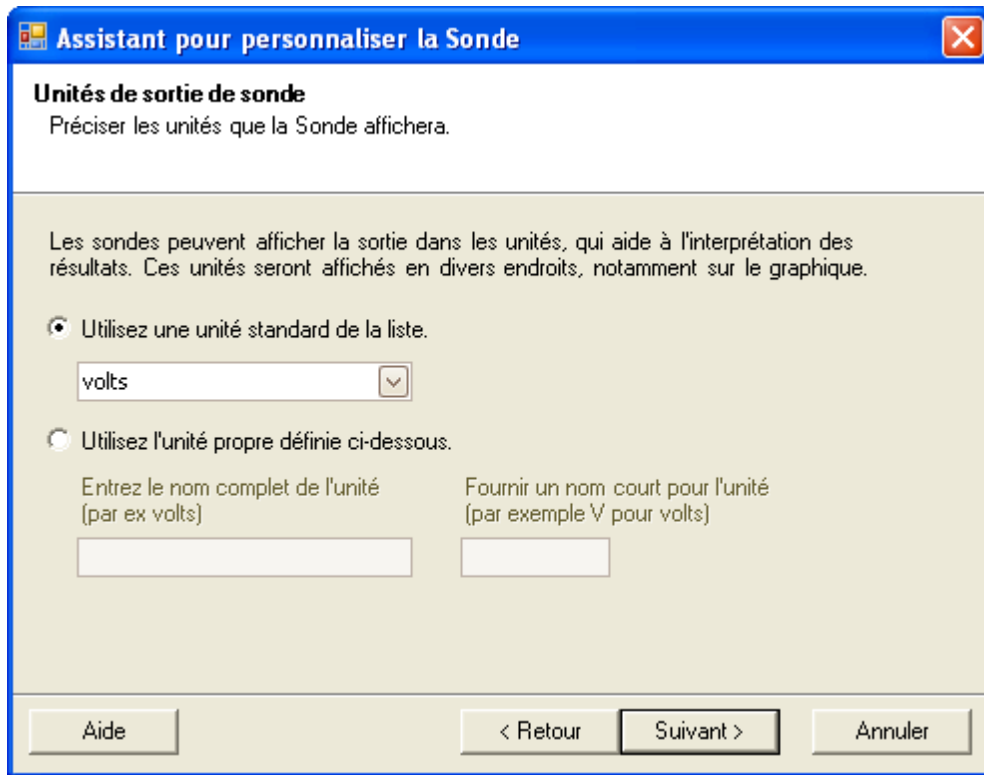 Assistant pour personnaliser la Sonde
Unités de sortie de sonde
Préciser les unités que la Sonde affichera.
Les sondes peuvent afficher la sortie dans les unités, qui aide à l'interprétation des
résultats. Ces unités seront affichés en divers endroits, notamment sur le graphique.
Utilisez une unité standard de la liste.
volts
Utilisez l'unité propre définie ci-dessous.
Entrez le nom complet de l'unité
(par ex volts)
Fournir un nom court pour l'unité
(par exemple V pour volts)
Aide
< Retour
Suivant >
Annuler